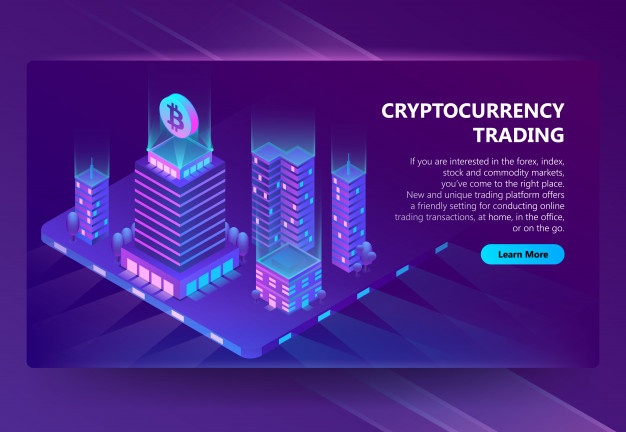 CRYPTOCURRENCY
TRADING
If you are interested in the forex, index,
stock and commodity markets,
you've come to the right place.
New and unique trading platform offers
a friendly setting for conducting online
trading transactions, at home, in the office,
or on the go.
Learn More